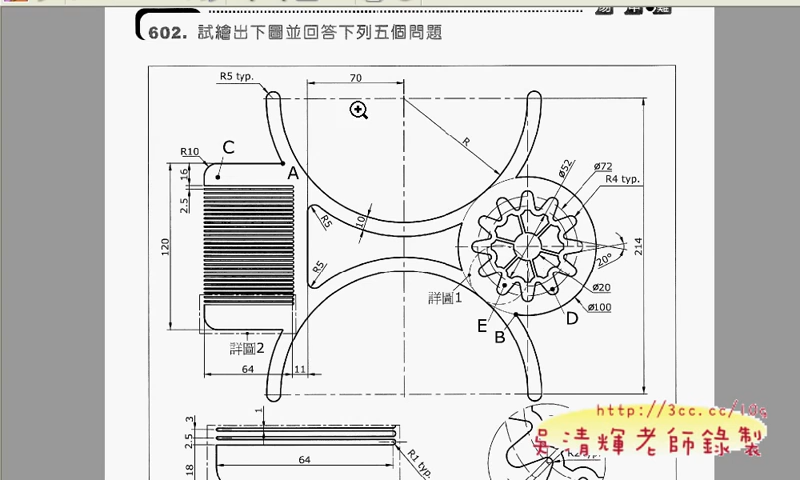 602. 試繪出下圖並回答下列五個問題
R5 typ.
70
R10
C
A
R
ø52
ø72
R4 typ.
16
2.5
R5
10
120
R5
20°
214
詳圖1
ø20
ø100
E
B
D
詳圖2
64
11
3
1
2.5
64
R1 typ.
18
http://3cc.cc/18g
吳清輝老師錄製